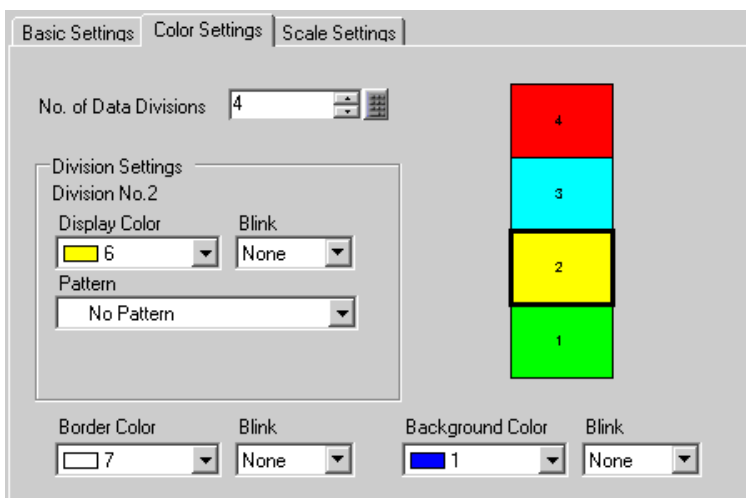 Basic Settings Color Settings Scale Settings
No. of Data Divisions 4
4
Division Settings
Division No.2
3
Display Color Blink
6 None
2
Pattern
No Pattern
1
Border Color Blink Background Color Blink
7 None 1 None